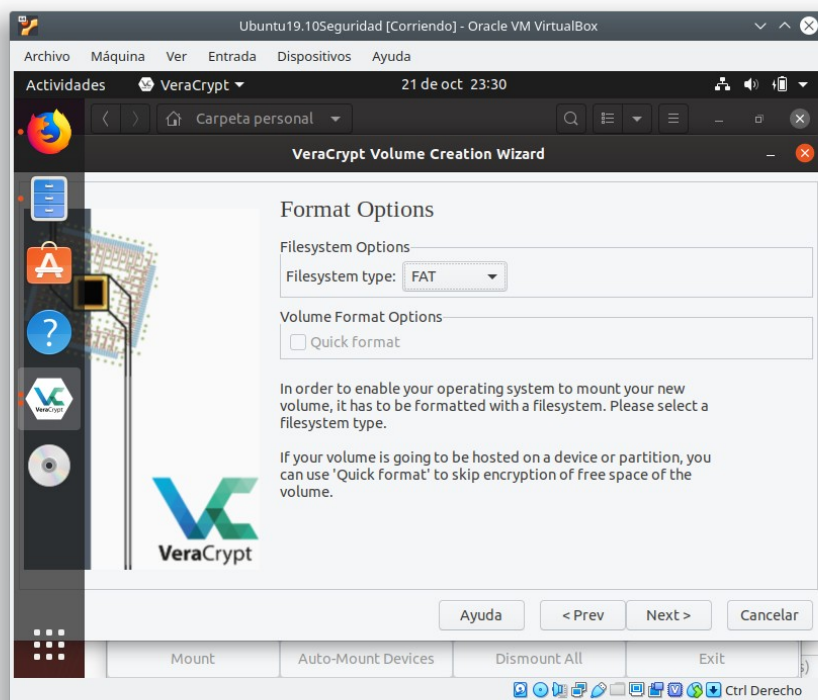 Ubuntu19.10Seguridad [Corriendo] - Oracle VM VirtualBox
Archivo Máquina Ver Entrada Dispositivos Ayuda
Actividades VeraCrypt 21 de oct 23:30
Carpeta personal
VeraCrypt Volume Creation Wizard
Format Options
Filesystem Options
Filesystem type: FAT
Volume Format Options
Quick format
In order to enable your operating system to mount your new
volume, it has to be formatted with a filesystem. Please select a
filesystem type.
If your volume is going to be hosted on a device or partition, you
can use 'Quick format' to skip encryption of free space of the
volume.
VeraCrypt
VeraCrypt
Ayuda < Prev Next > Cancelar
Mount Auto-Mount Devices Dismount All Exit
Ctrl Derecho